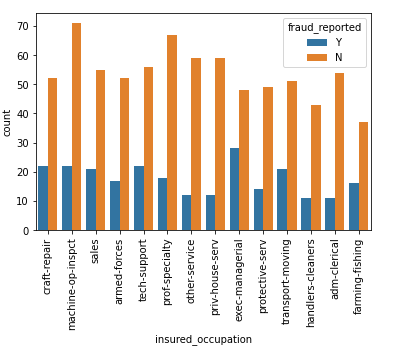 fraud_reported
Y
N
count
70
60
50
40
30
20
10
0
craft-repair
machine-op-inspct
sales
armed-forces
tech-support
prof-specialty
other-service
priv-house-serv
exec-managerial
protective-serv
transport-moving
handlers-cleaners
adm-clerical
farming-fishing
insured_occupation